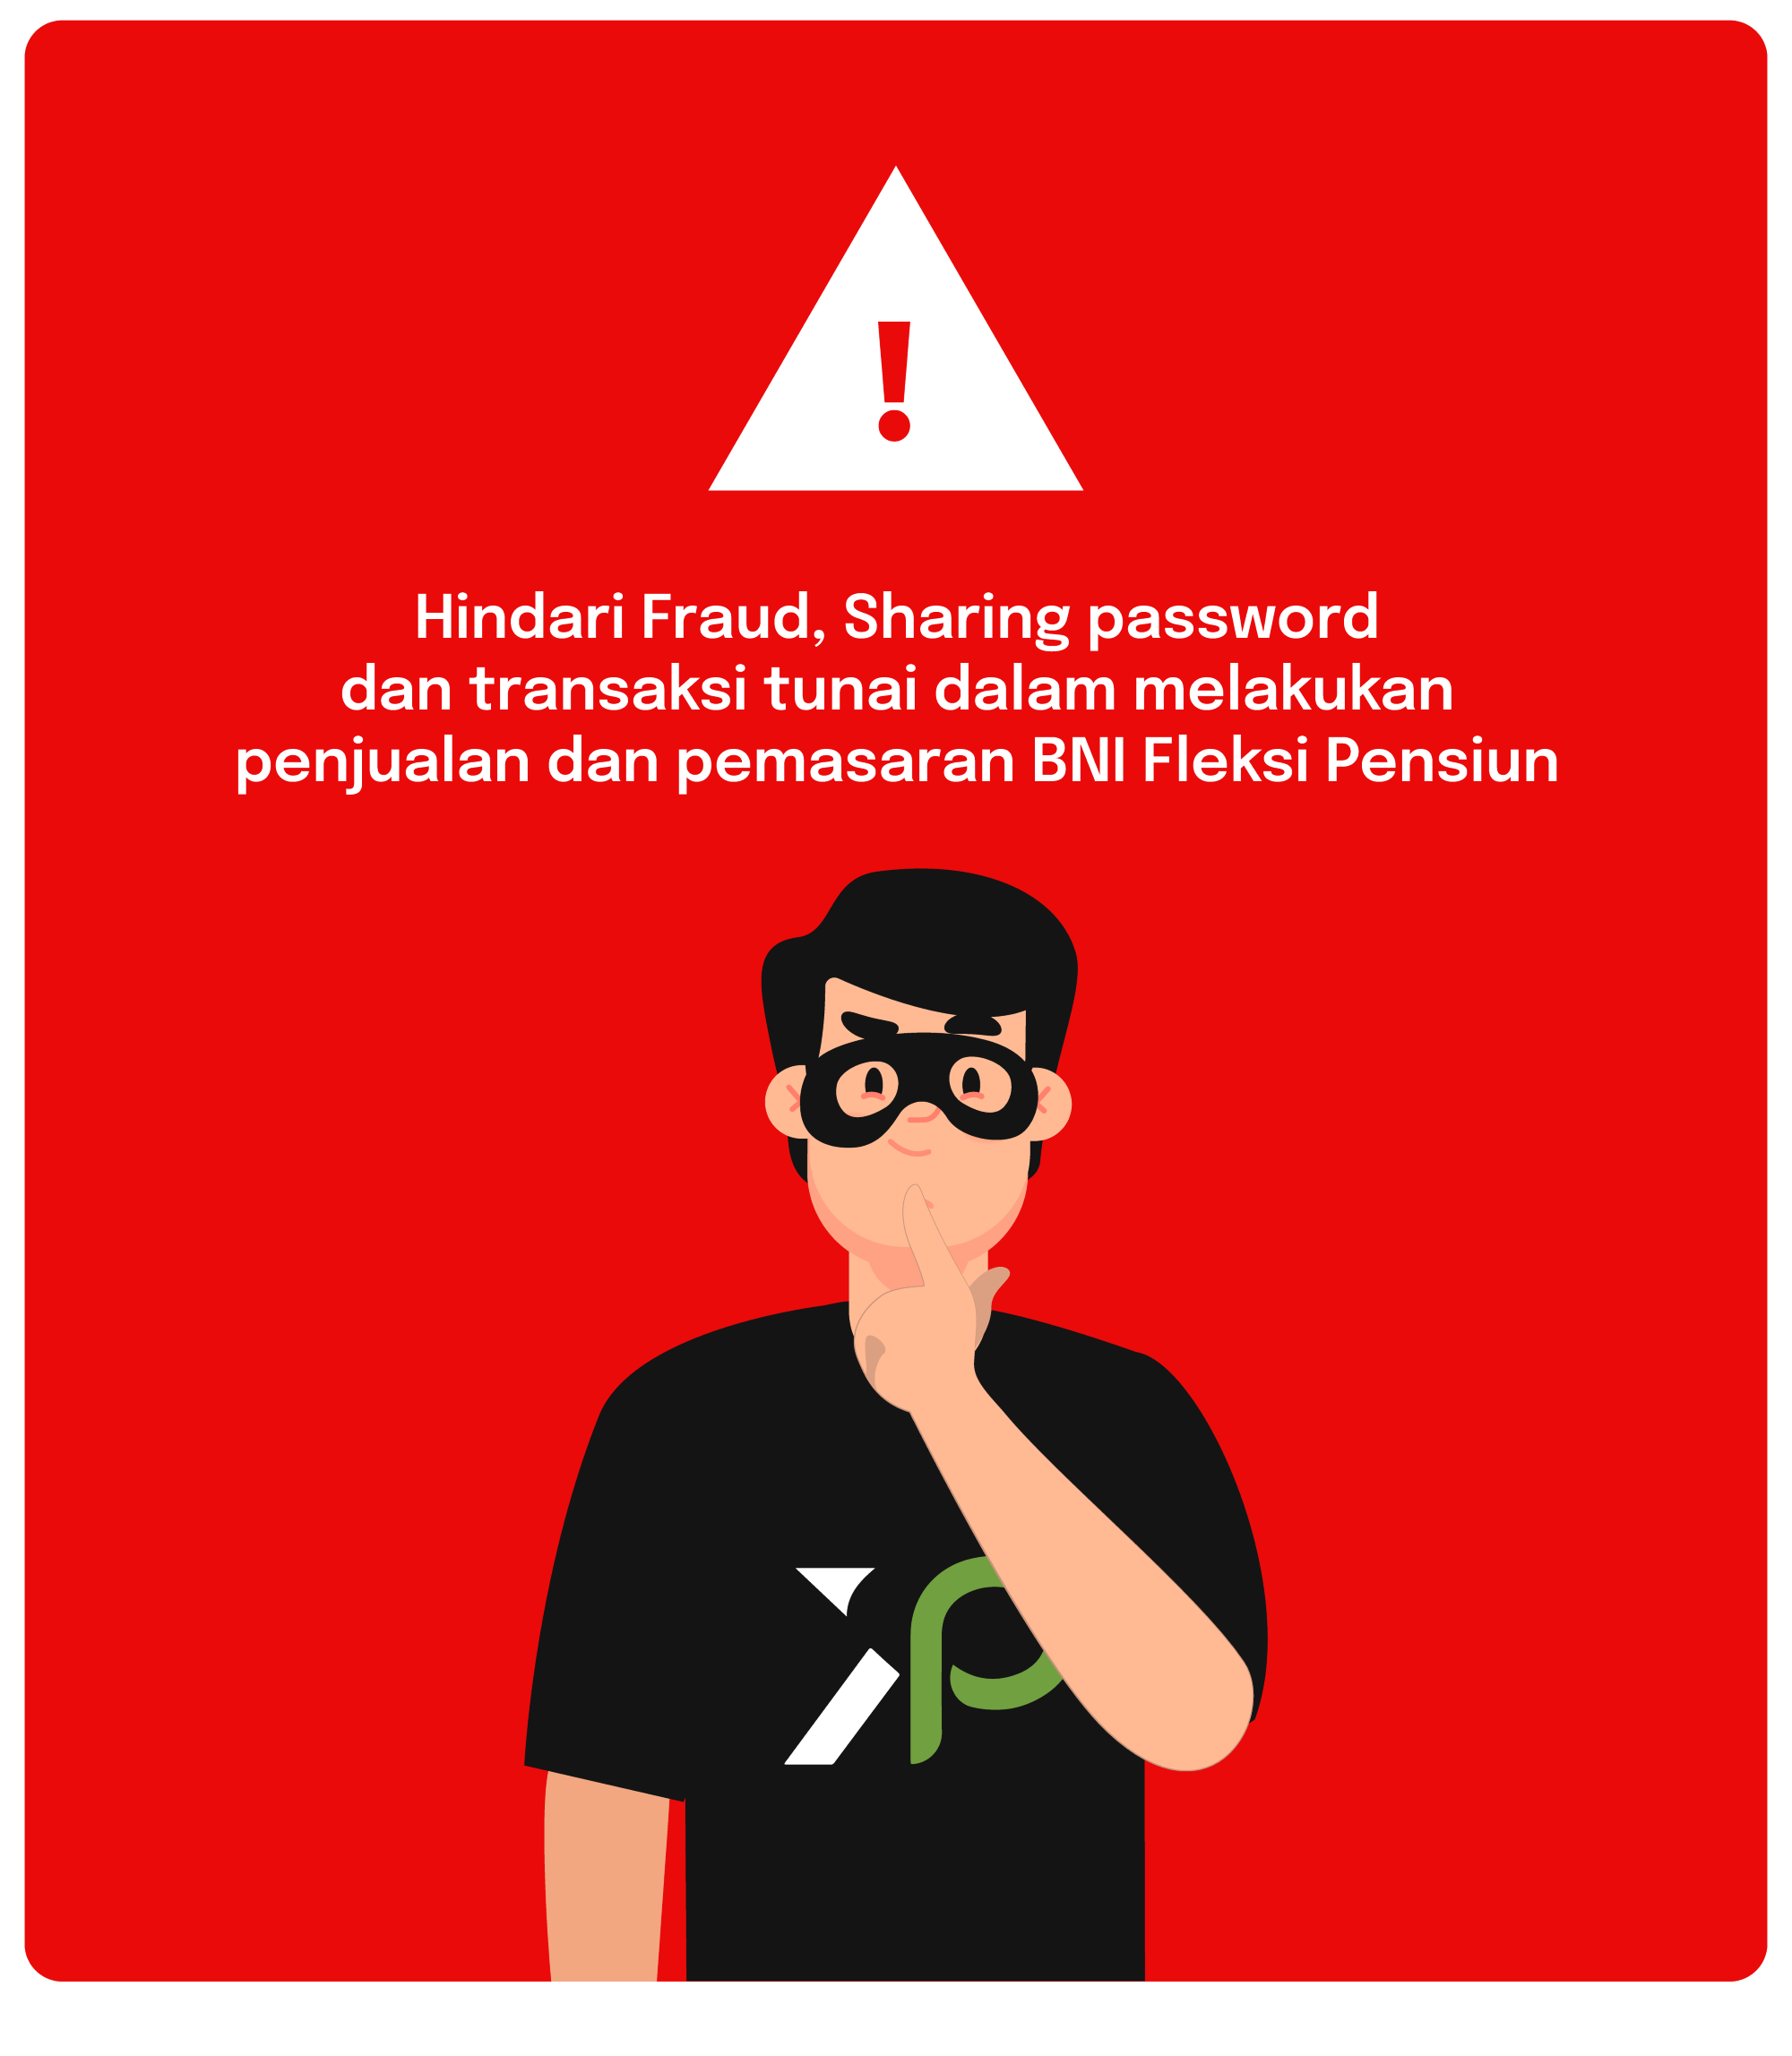 !
Hindari Fraud, Sharing password
dan transaksi tunai dalam melakukan
penjualan dan pemasaran BNI Fleksi Pensiun